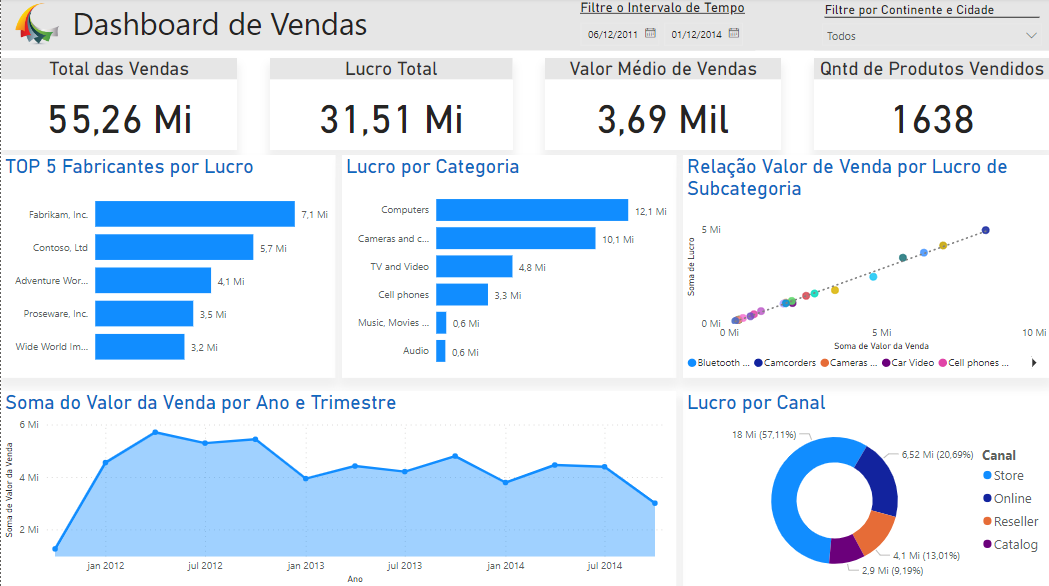 Dashboard de Vendas
Filtre o Intervalo de Tempo
06/12/2011
01/12/2014
Filtre por Continente e Cidade
Todos
Total das Vendas
55,26 Mi
Lucro Total
31,51 Mi
Valor Médio de Vendas
3,69 Mil
Qntd de Produtos Vendidos
1638
TOP 5 Fabricantes por Lucro
Fabrikam, Inc.
7,1 Mi
Contoso, Ltd
5,7 Mi
Adventure Wor...
4,1 Mi
Proseware, Inc.
3,5 Mi
Wide World Im...
3,2 Mi
Lucro por Categoria
Computers
12,1 Mi
Cameras and c...
10,1 Mi
TV and Video
4,8 Mi
Cell phones
3,3 Mi
Music, Movies ...
0,6 Mi
Audio
0,6 Mi
Relação Valor de Venda por Lucro de
Subcategoria
Soma de Lucro
5 Mi
0 Mi
0 Mi
5 Mi
10 Mi
Soma de Valor da Venda
Bluetooth ...
Camcorders
Cameras ...
Car Video
Cell phones ...
Soma do Valor da Venda por Ano e Trimestre
Soma de Valor da Venda
6 Mi
4 Mi
2 Mi
jan 2012
jul 2012
jan 2013
jul 2013
jan 2014
jul 2014
Ano
Lucro por Canal
18 Mi (57,11%)
6,52 Mi (20,69%)
4,1 Mi (13,01%)
2,9 Mi (9,19%)
Canal
Store
Online
Reseller
Catalog